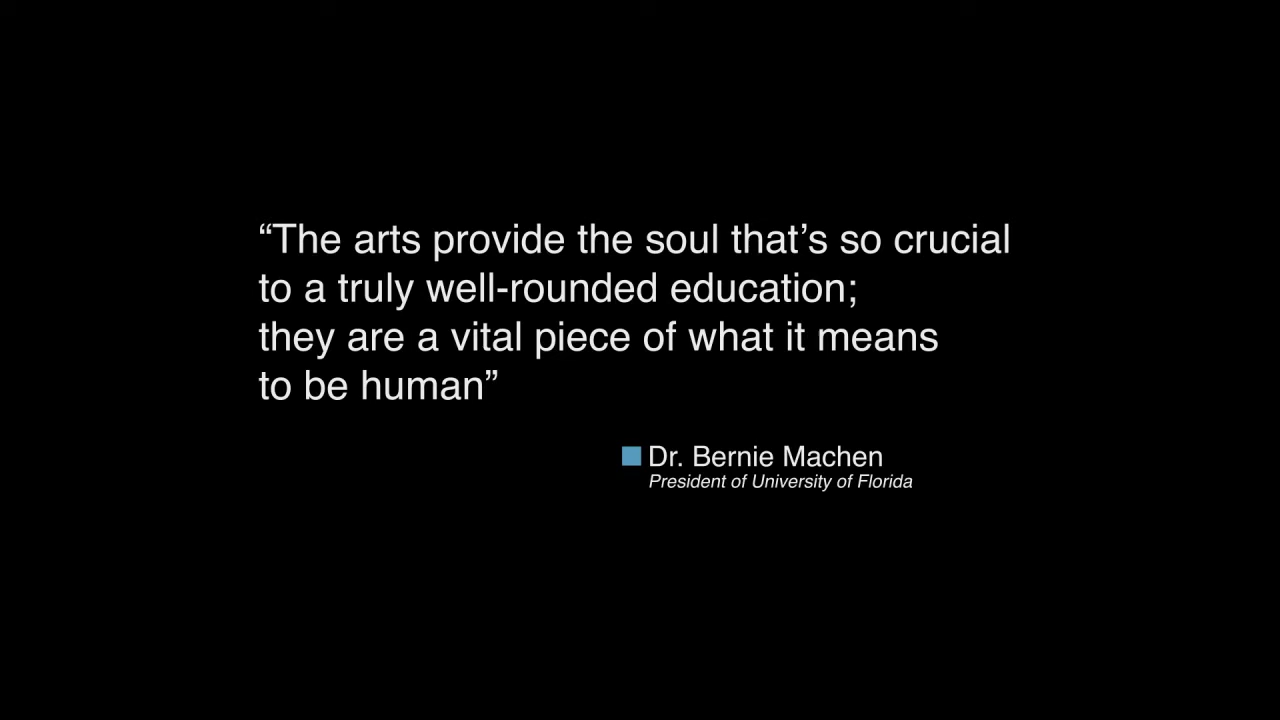 “The arts provide the soul that’s so crucial
to a truly well-rounded education;
they are a vital piece of what it means
to be human”
Dr. Bernie Machen
President of University of Florida